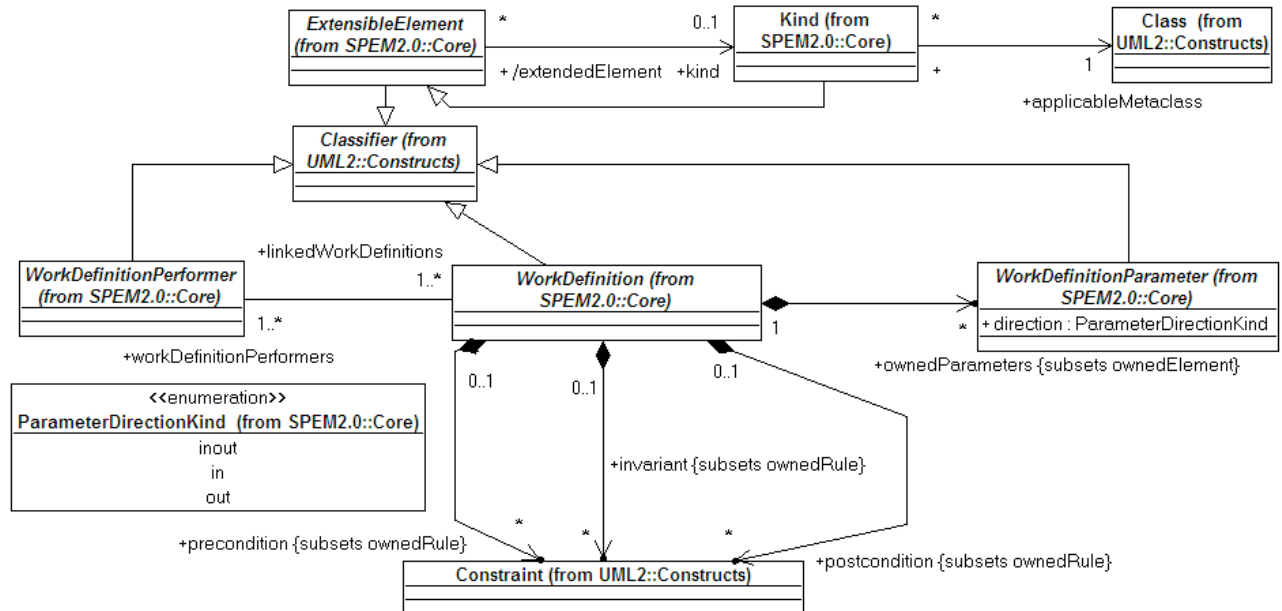 ExtensibleElement
(from SPEM2.0::Core)
*
0..1
+ /extendedElement
+kind
Kind (from
SPEM2.0::Core)
*
+
1
+applicableMetaclass
Class (from
UML2::Constructs)
Classifier (from
UML2::Constructs)
+linkedWorkDefinitions
1..*
WorkDefinitionPerformer
(from SPEM2.0::Core)
1..*
+workDefinitionPerformers
WorkDefinition (from
SPEM2.0::Core)
1
*
WorkDefinitionParameter (from
SPEM2.0::Core)
+ direction : ParameterDirectionKind
+ownedParameters {subsets ownedElement}
0..1
0..1
0..1
<<enumeration>>
ParameterDirectionKind (from SPEM2.0::Core)
inout
in
out
+invariant {subsets ownedRule}
*
*
*
+precondition {subsets ownedRule}
+postcondition {subsets ownedRule}
Constraint (from UML2::Constructs)